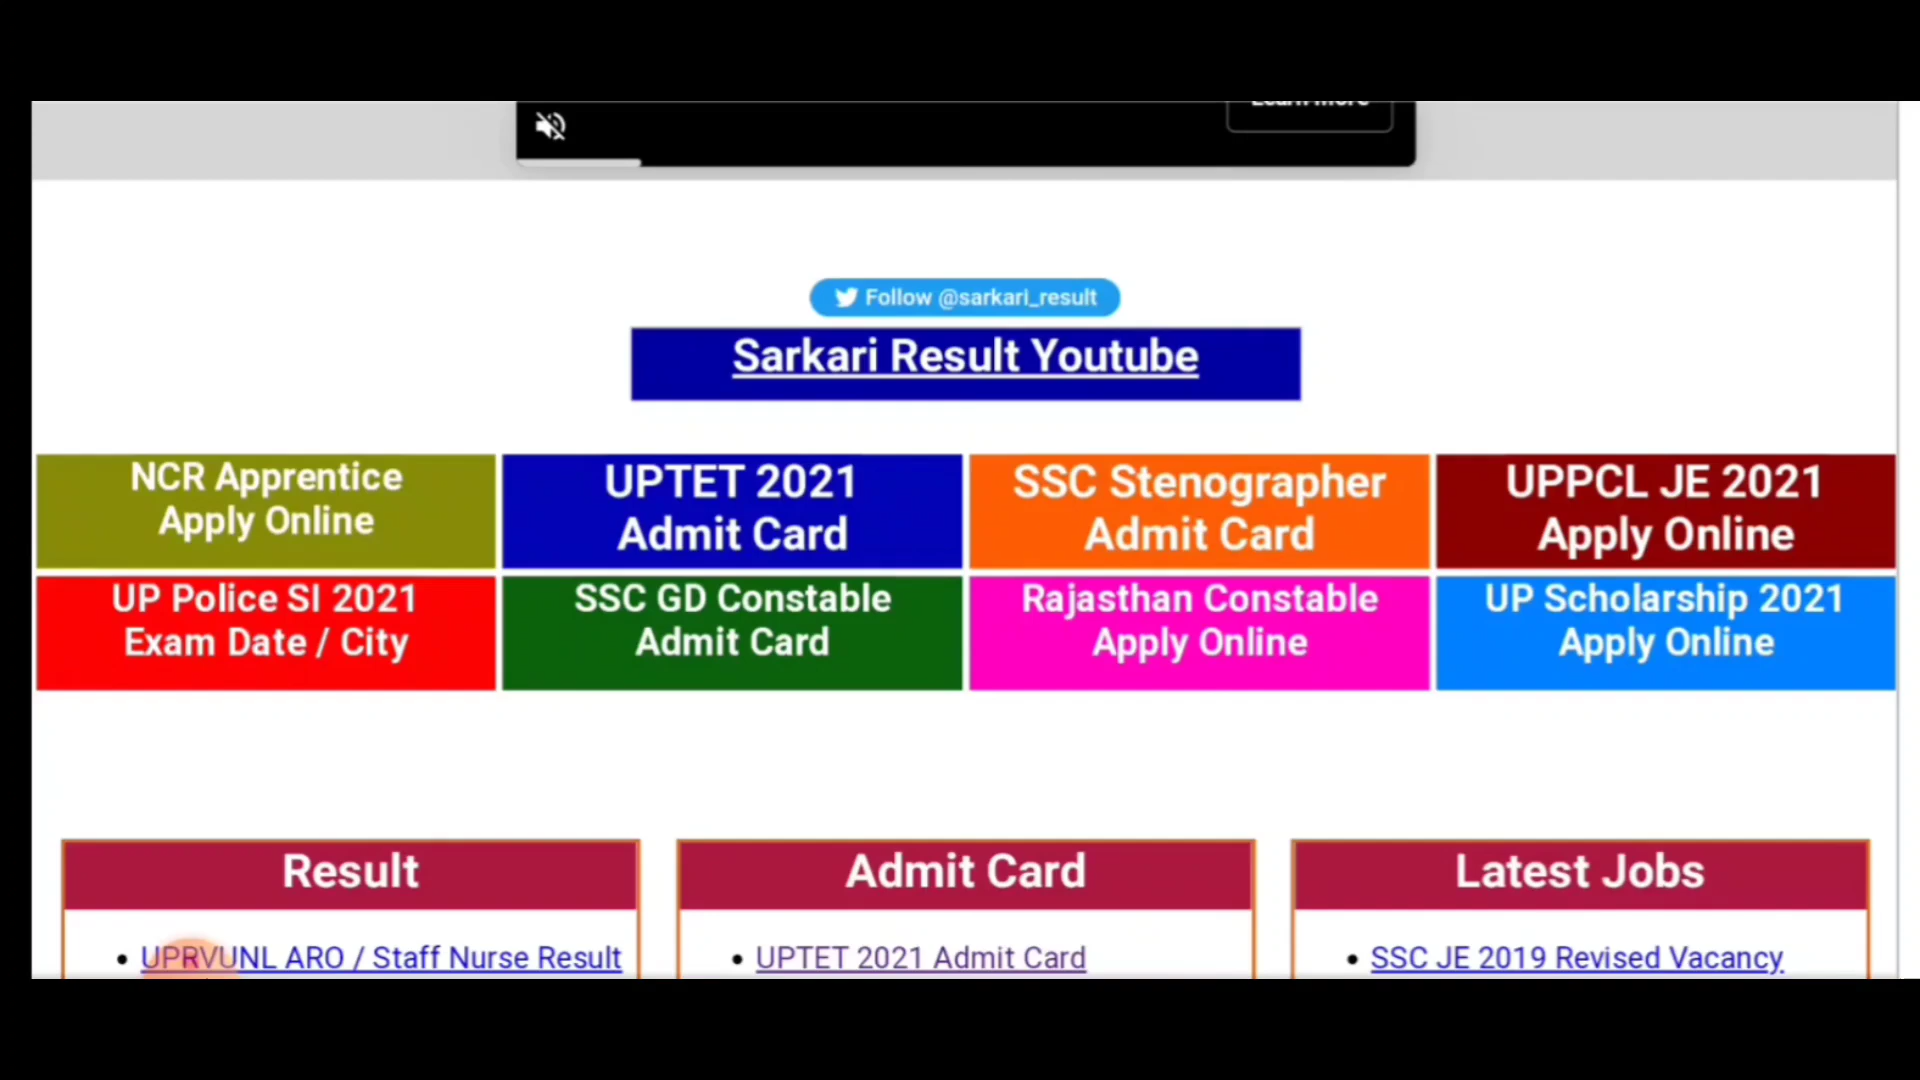 Learn more
Follow @sarkari_result
Sarkari Result Youtube
NCR Apprentice
Apply Online
UPTET 2021
Admit Card
SSC Stenographer
Admit Card
UPPCL JE 2021
Apply Online
UP Police SI 2021
Exam Date / City
SSC GD Constable
Admit Card
Rajasthan Constable
Apply Online
UP Scholarship 2021
Apply Online
Result
UPRVUNL ARO / Staff Nurse Result
Admit Card
UPTET 2021 Admit Card
Latest Jobs
SSC JE 2019 Revised Vacancy